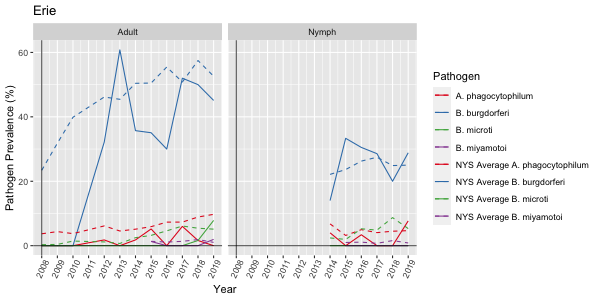 Erie
Adult
Nymph
60
40
20
0
Pathogen Prevalence (%)
2008 2009 2010 2011 2012 2013 2014 2015 2016 2017 2018 2019
2008 2009 2010 2011 2012 2013 2014 2015 2016 2017 2018 2019
Year
Pathogen
A. phagocytophilum
B. burgdorferi
B. microti
B. miyamotoi
NYS Average A. phagocytophilum
NYS Average B. burgdorferi
NYS Average B. microti
NYS Average B. miyamotoi